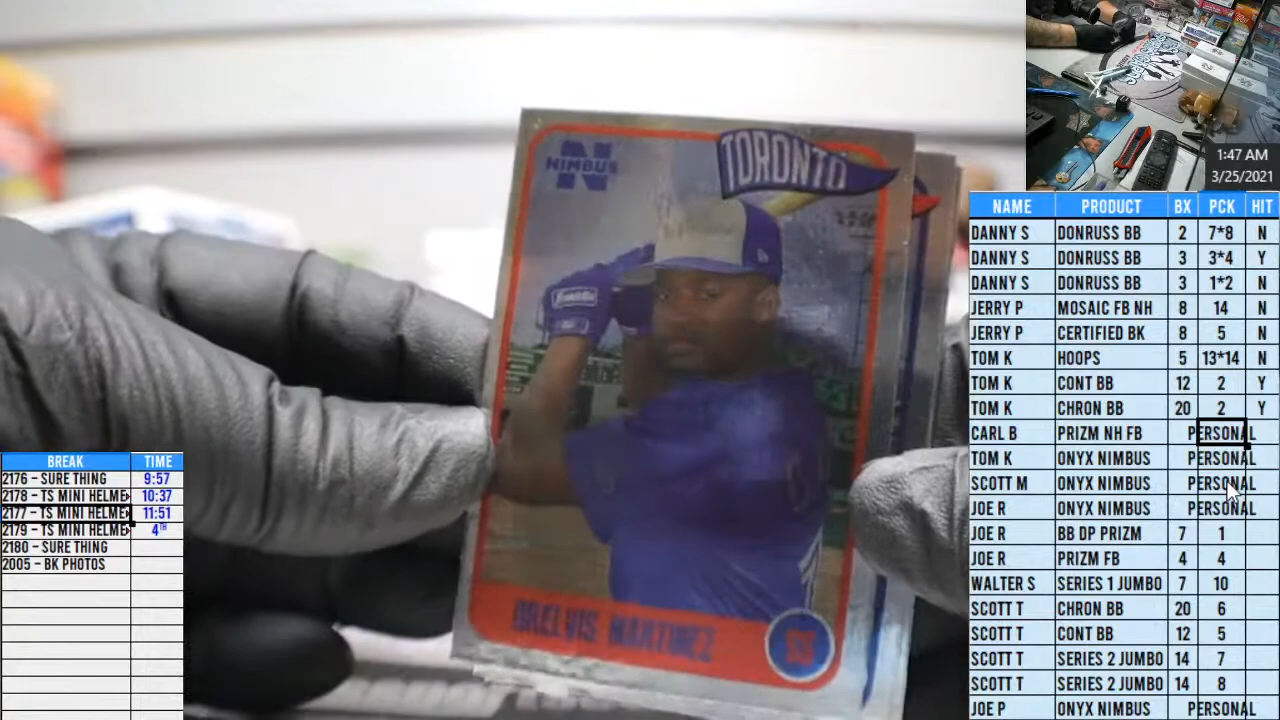 NIMBUS
N
TORONTO
ORELVIS MARTINEZ
SS
1:47 AM
3/25/2021
NAME PRODUCT BX PCK HIT
DANNY S DONRUSS BB 2 7*8 N
DANNY S DONRUSS BB 3 3*4 Y
DANNY S DONRUSS BB 3 1*2 N
JERRY P MOSAIC FB NH 8 14 N
JERRY P CERTIFIED BK 8 5 N
TOM K HOOPS 5 13*14 N
TOM K CONT BB 12 2 Y
TOM K CHRON BB 20 2 Y
CARL B PRIZM NH FB PERSONAL
TOM K ONYX NIMBUS PERSONAL
SCOTT M ONYX NIMBUS PERSONAL
JOE R ONYX NIMBUS PERSONAL
JOE R BB DP PRIZM 7 1
JOE R PRIZM FB 4 4
WALTER S SERIES 1 JUMBO 7 10
SCOTT T CHRON BB 20 6
SCOTT T CONT BB 12 5
SCOTT T SERIES 2 JUMBO 14 7
SCOTT T SERIES 2 JUMBO 14 8
JOE P ONYX NIMBUS PERSONAL
BREAK TIME
2176 – SURE THING 9:57
2178 – TS MINI HELME 10:37
2177 – TS MINI HELME 11:51
2179 – TS MINI HELME 4TH
2180 – SURE THING
2005 – BK PHOTOS